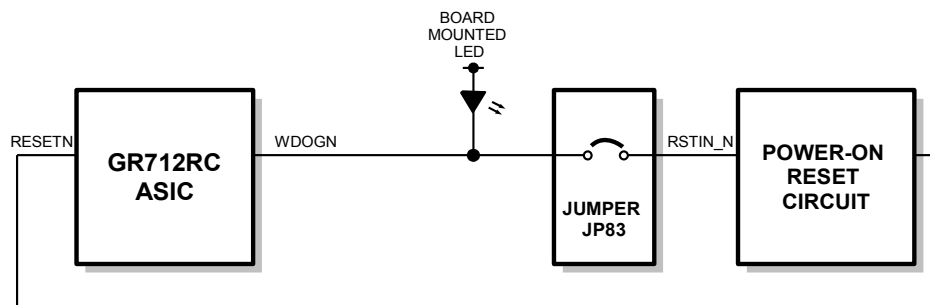 BOARD
MOUNTED
LED
RESETN
GR712RC
ASIC
WDOGN
JUMPER
JP83
RSTIN_N
POWER-ON
RESET
CIRCUIT